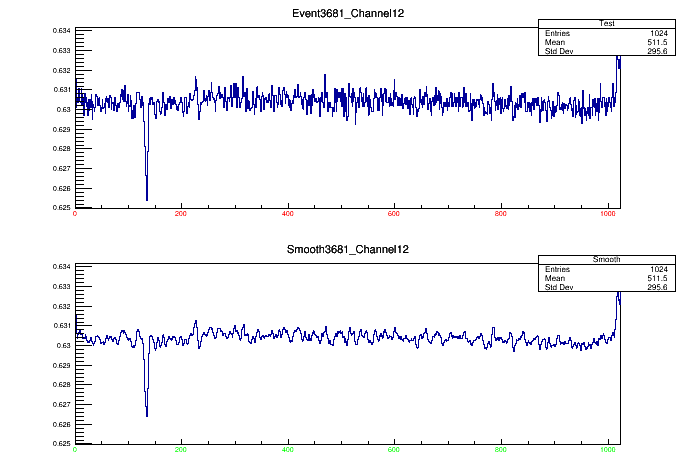 Event3681_Channel12
Test
Entries 1024
Mean 511.5
Std Dev 295.6
0.634
0.633
0.632
0.631
0.63
0.629
0.628
0.627
0.626
0.625
0 200 400 600 800 1000
Smooth3681_Channel12
Smooth
Entries 1024
Mean 511.5
Std Dev 295.6
0.634
0.633
0.632
0.631
0.63
0.629
0.628
0.627
0.626
0.625
0 200 400 600 800 1000